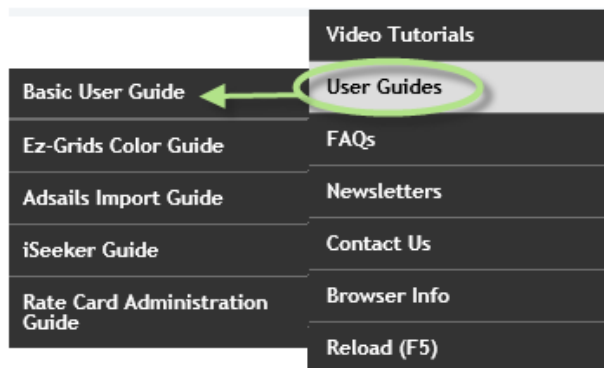 Video Tutorials
User Guides
FAQs
Newsletters
Contact Us
Browser Info
Reload (F5)
Basic User Guide
Ez-Grids Color Guide
Adsails Import Guide
iSeeker Guide
Rate Card Administration
Guide